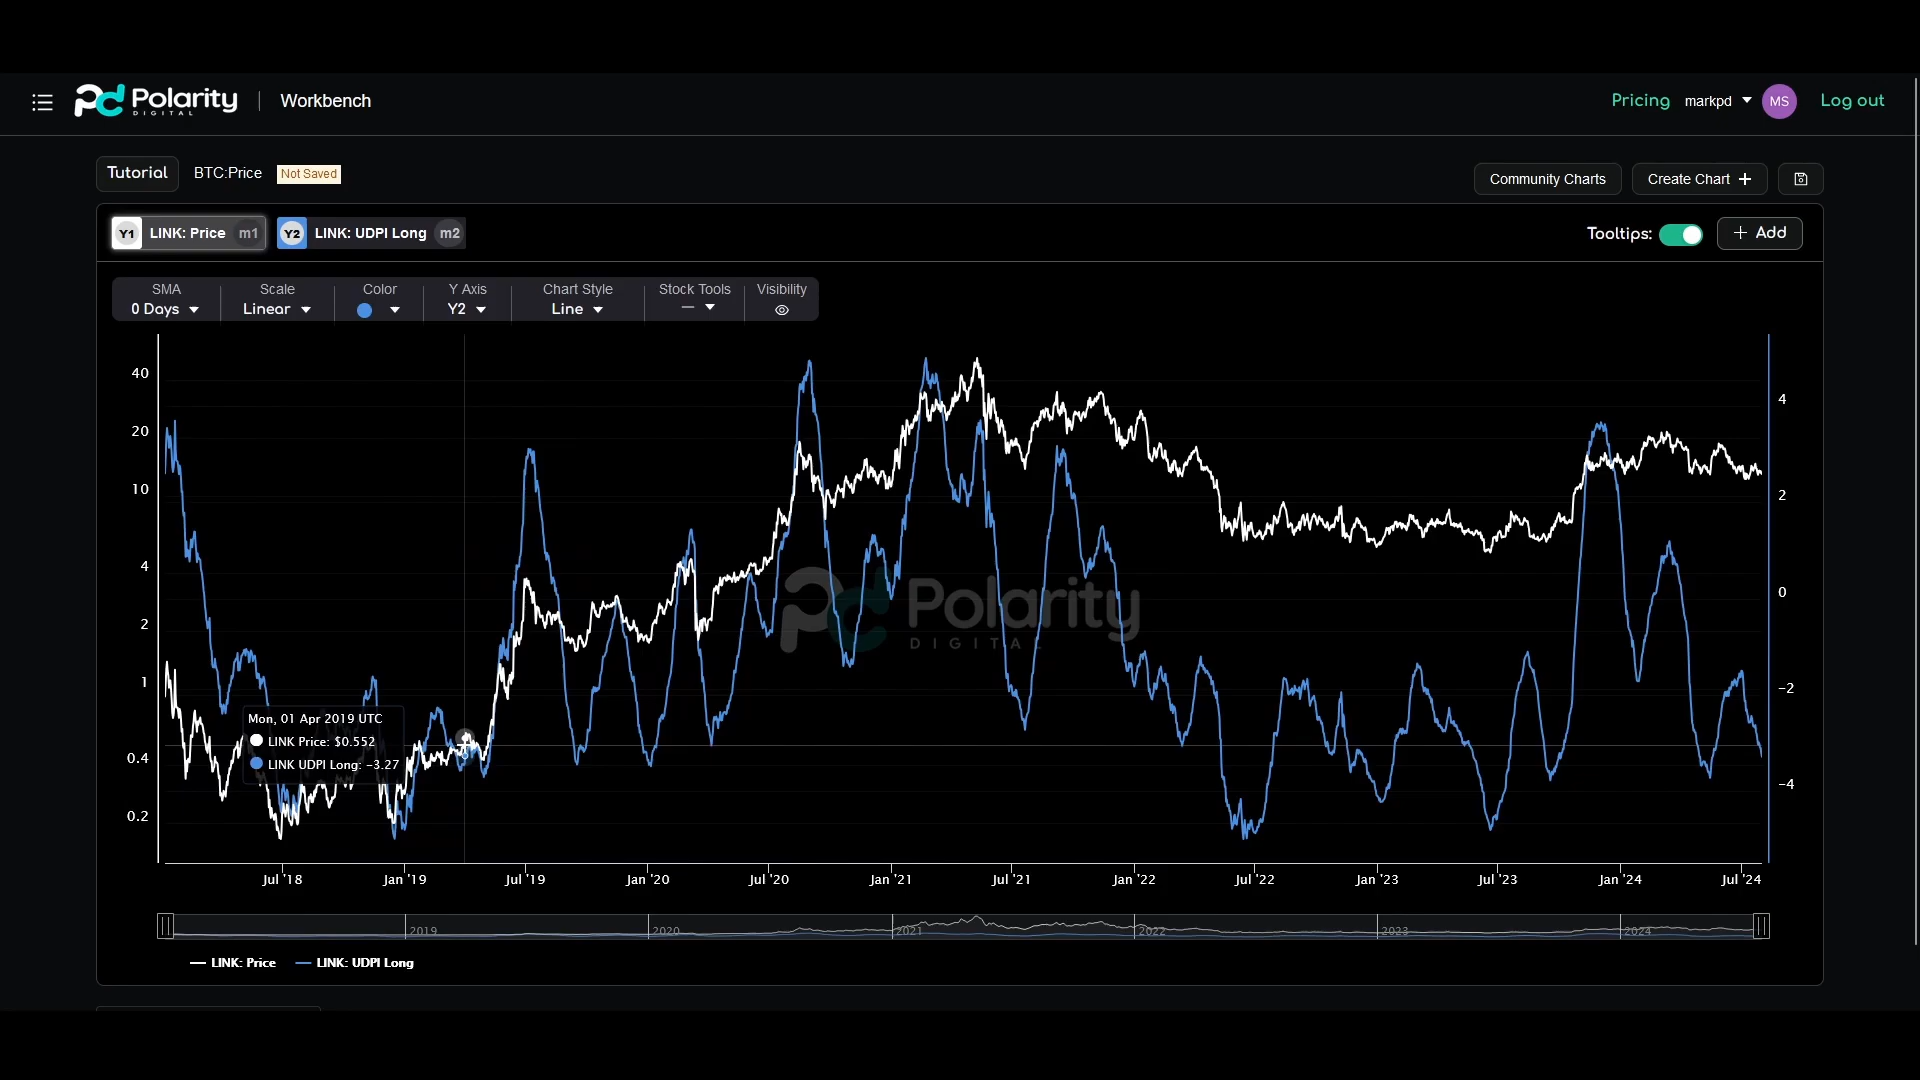 Polarity
DIGITAL
Workbench
Pricing
markpd
MS
Log out
Tutorial
BTC:Price
Not Saved
Community Charts
Create Chart +
Y1 LINK: Price m1
Y2 LINK: UDPI Long m2
Tooltips:
+ Add
SMA
0 Days
Scale
Linear
Color
Y Axis
Y2
Chart Style
Line
Stock Tools
—
Visibility
40
20
10
4
2
1
0.4
0.2
4
2
0
−2
−4
Polarity
DIGITAL
Mon, 01 Apr 2019 UTC
LINK Price: $0.552
LINK UDPI Long: −3.27
Jul '18
Jan '19
Jul '19
Jan '20
Jul '20
Jan '21
Jul '21
Jan '22
Jul '22
Jan '23
Jul '23
Jan '24
Jul '24
2019
2020
2021
2022
2023
2024
LINK: Price
LINK: UDPI Long